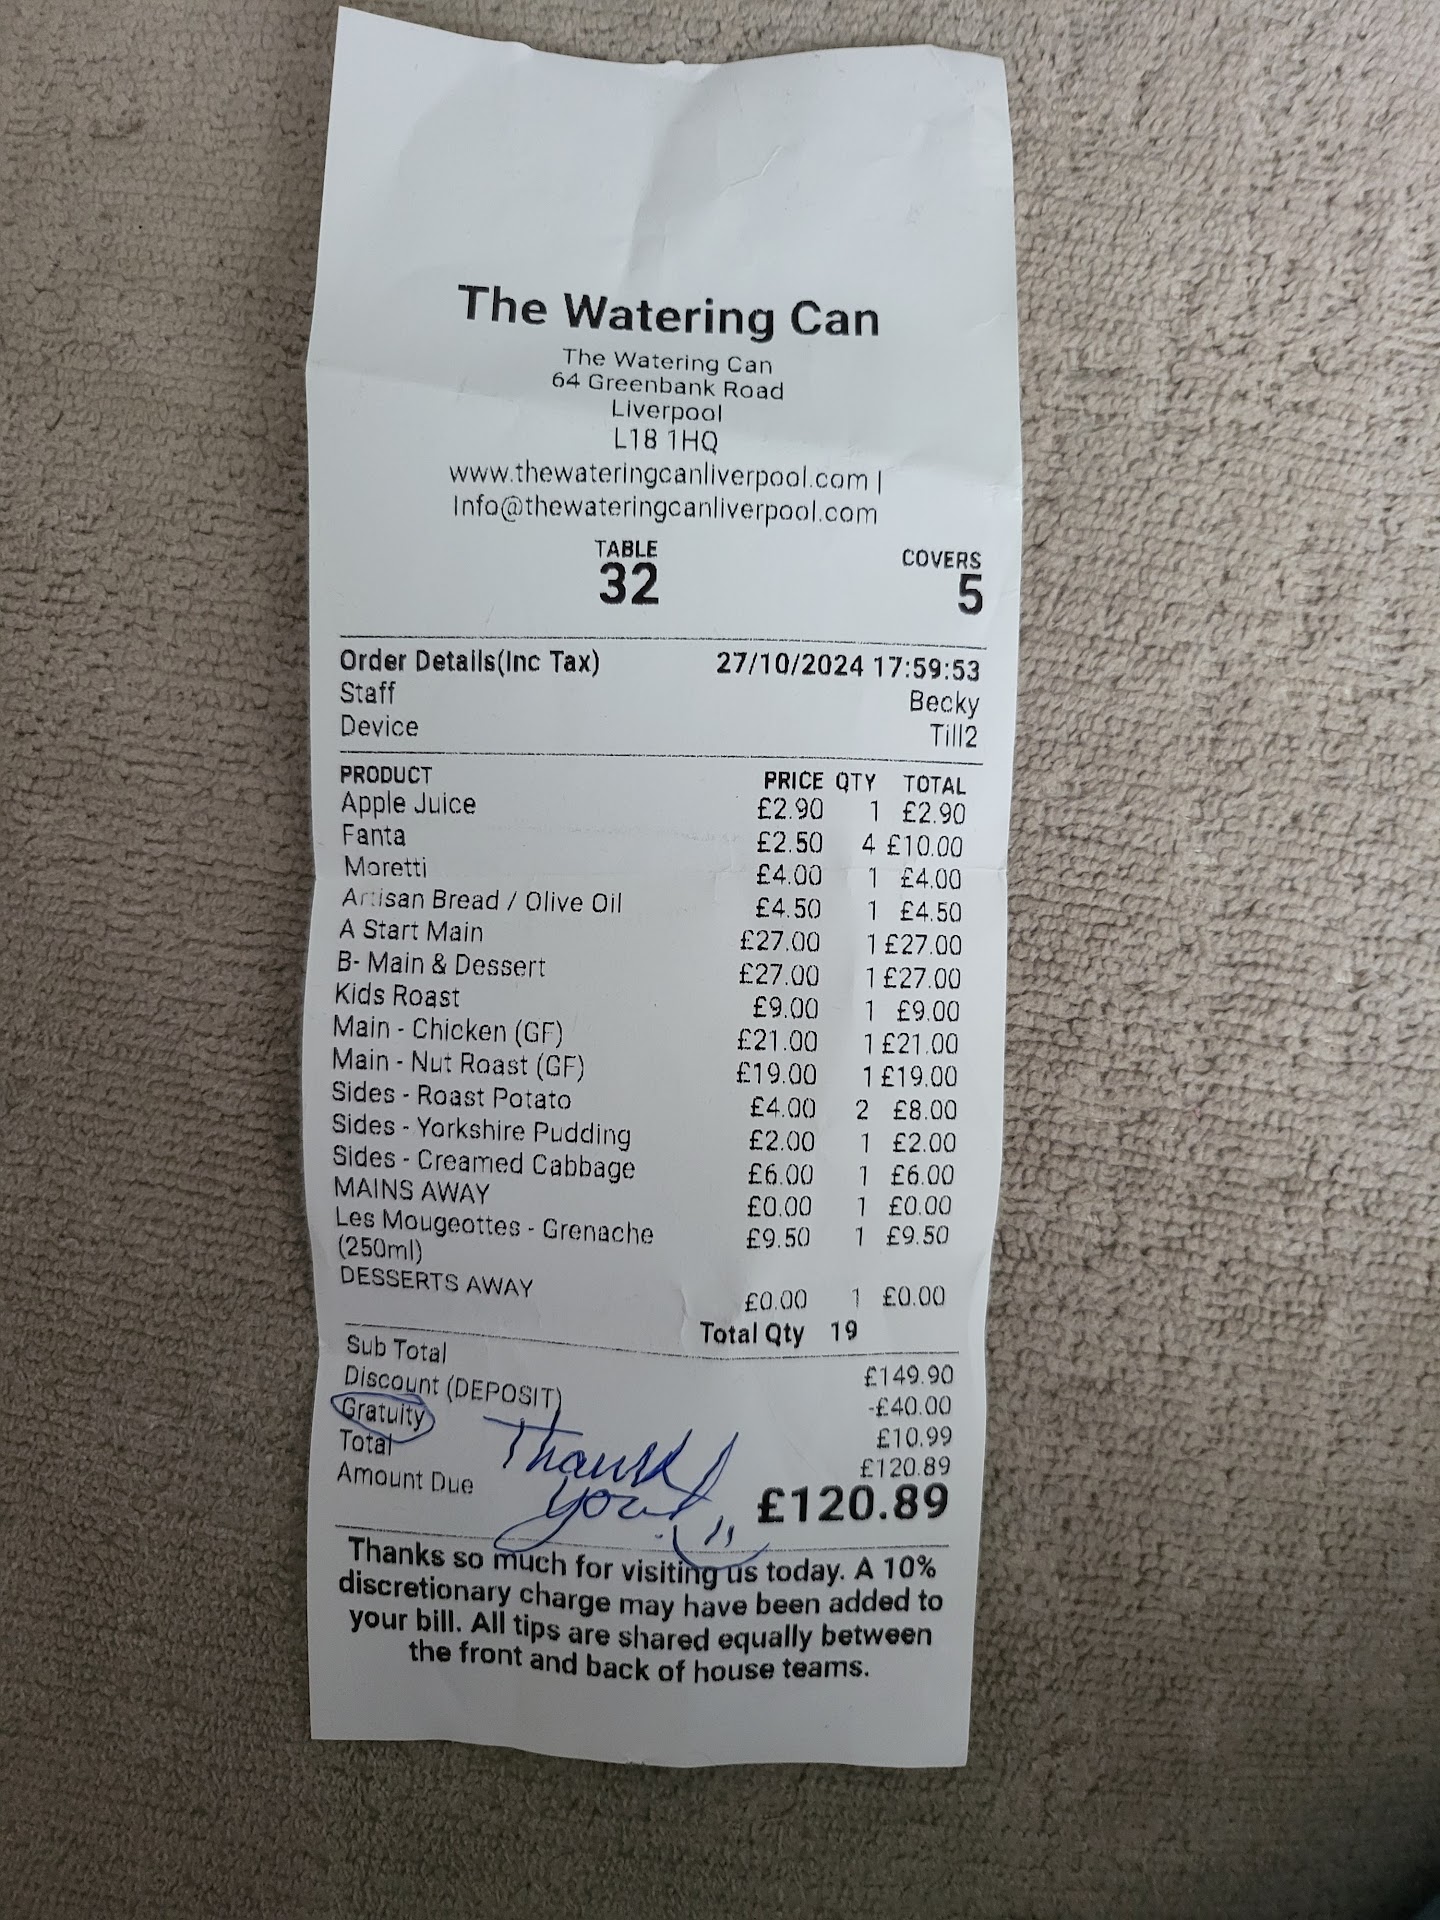 The Watering Can
The Watering Can
64 Greenbank Road
Liverpool
L18 1HQ
www.thewateringcanliverpool.com |
Info@thewateringcanliverpool.com
TABLE COVERS
32 5
Order Details(Inc Tax) 27/10/2024 17:59:53
Staff Becky
Device Till2
PRODUCT PRICE QTY TOTAL
Apple Juice £2.90 1 £2.90
Fanta £2.50 4 £10.00
Moretti £4.00 1 £4.00
Artisan Bread / Olive Oil £4.50 1 £4.50
A Start Main £27.00 1 £27.00
B- Main & Dessert £27.00 1 £27.00
Kids Roast £9.00 1 £9.00
Main - Chicken (GF) £21.00 1 £21.00
Main - Nut Roast (GF) £19.00 1 £19.00
Sides - Roast Potato £4.00 2 £8.00
Sides - Yorkshire Pudding £2.00 1 £2.00
Sides - Creamed Cabbage £6.00 1 £6.00
MAINS AWAY £0.00 1 £0.00
Les Mougeottes - Grenache £9.50 1 £9.50
(250ml)
DESSERTS AWAY £0.00 1 £0.00
Total Qty 19
Sub Total £149.90
Discount (DEPOSIT) -£40.00
Gratuity £10.99
Total £120.89
Amount Due £120.89
Thank
you!
Thanks so much for visiting us today. A 10%
discretionary charge may have been added to
your bill. All tips are shared equally between
the front and back of house teams.